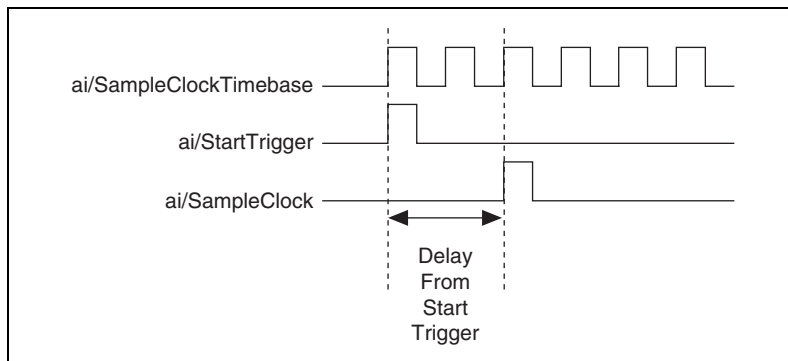 ai/SampleClockTimebase
ai/StartTrigger
ai/SampleClock
Delay
From
Start
Trigger